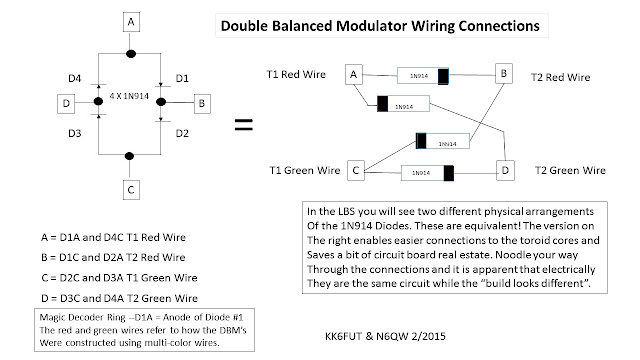 Double Balanced Modulator Wiring Connections
A
D4
D1
4 X 1N914
D
B
D3
D2
C
=
T1 Red Wire
A
1N914
B
T2 Red Wire
1N914
1N914
T1 Green Wire
C
1N914
D
T2 Green Wire
A = D1A and D4C T1 Red Wire
B = D1C and D2A T2 Red Wire
C = D2C and D3A T1 Green Wire
D = D3C and D4A T2 Green Wire
Magic Decoder Ring --D1A = Anode of Diode #1
The red and green wires refer to how the DBM's
Were constructed using multi-color wires.
In the LBS you will see two different physical arrangements
Of the 1N914 Diodes. These are equivalent! The version on
The right enables easier connections to the toroid cores and
Saves a bit of circuit board real estate. Noodle your way
Through the connections and it is apparent that electrically
They are the same circuit while the "build looks different".
KK6FUT & N6QW 2/2015